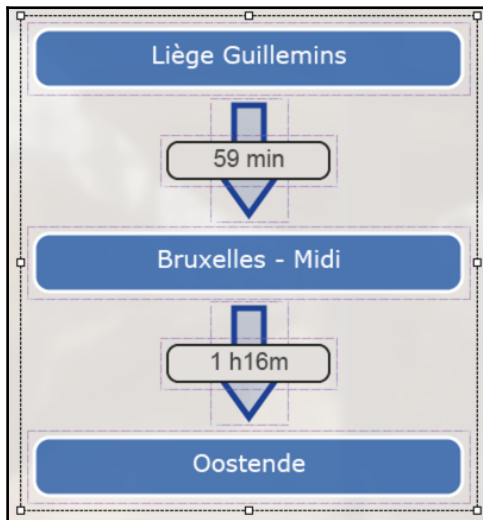 Liège Guillemins
59 min
Bruxelles - Midi
1 h16m
Oostende